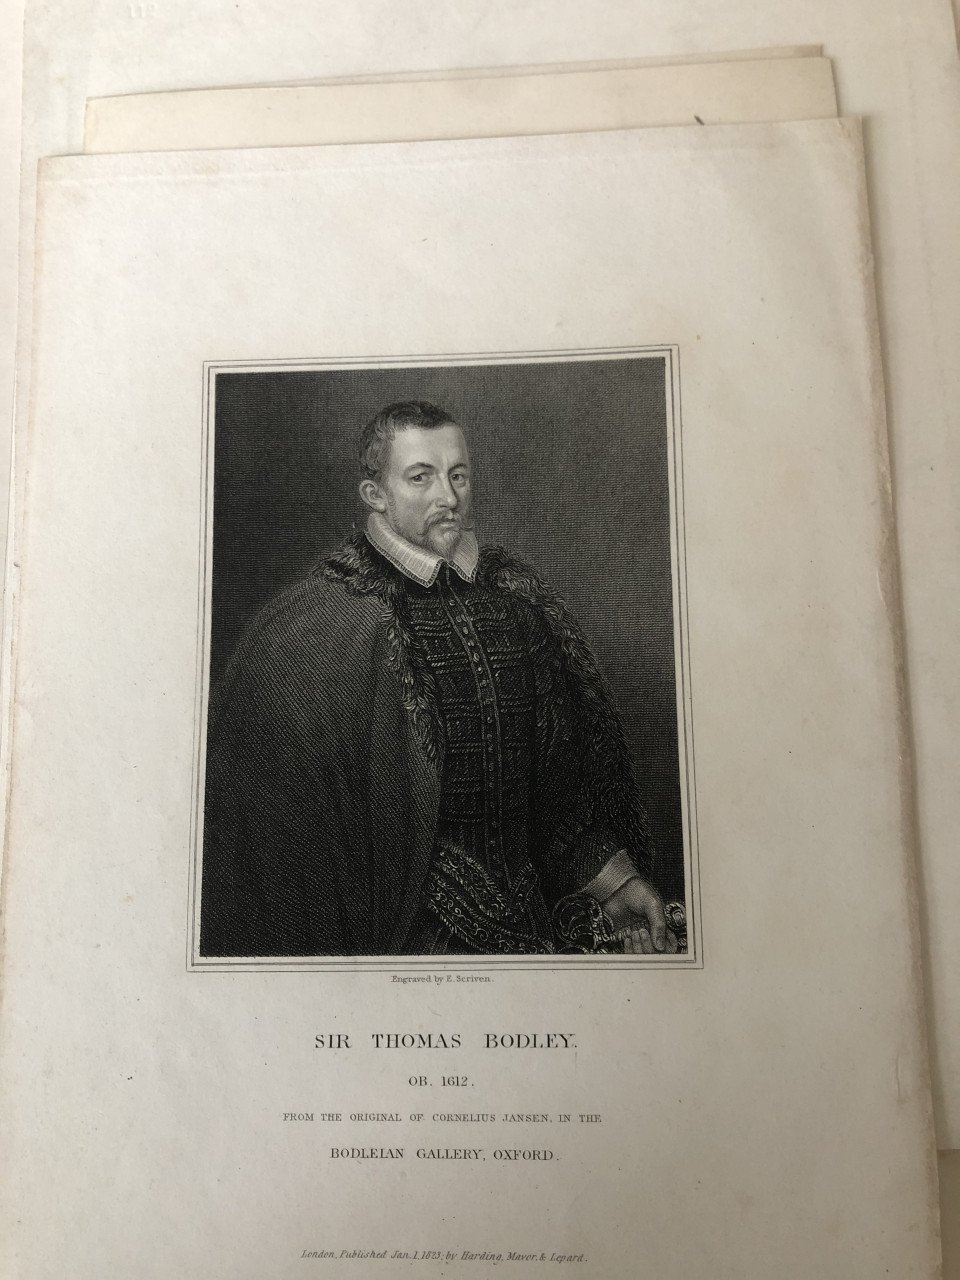 Engraved by E. Scriven.
SIR THOMAS BODLEY.
OB. 1612.
FROM THE ORIGINAL OF CORNELIUS JANSEN, IN THE
BODLEIAN GALLERY, OXFORD.
London, Published Jan. 1, 1823, by Harding, Mavor, & Lepard.